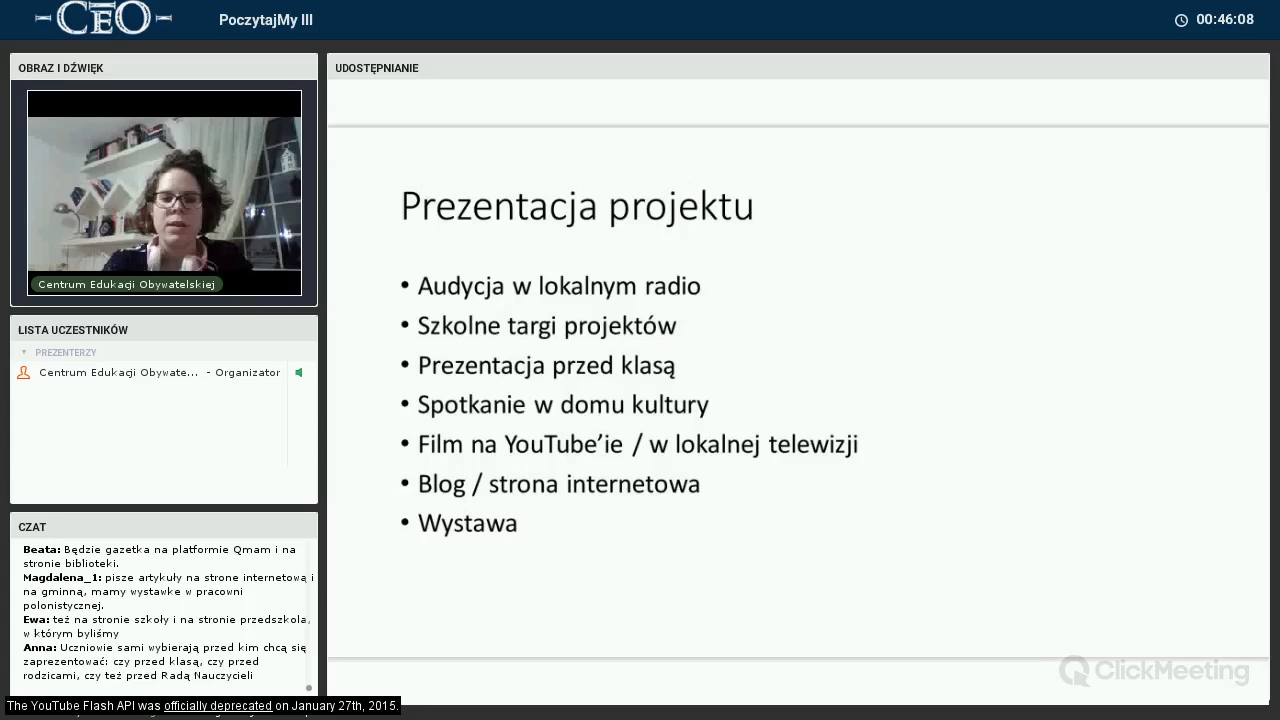 CEO
PoczytajMy III
00:46:08
OBRAZ I DŹWIĘK
Centrum Edukacji Obywatelskiej
LISTA UCZESTNIKÓW
PREZENTERZY
Centrum Edukacji Obywate... - Organizator
CZAT
Beata: Będzie gazetka na platformie Qmam i na
stronie biblioteki.
Magdalena_1: pisze artykuły na strone internetową i
na gminną, mamy wystawke w pracowni
polonistycznej.
Ewa: też na stronie szkoły i na stronie przedszkola,
w którym byliśmy
Anna: Uczniowie sami wybierają przed kim chcą się
zaprezentować: czy przed klasą, czy przed
rodzicami, czy też przed Radą Nauczycieli
The YouTube Flash API was officially deprecated on January 27th, 2015.
UDOSTĘPNIANIE
Prezentacja projektu
• Audycja w lokalnym radio
• Szkolne targi projektów
• Prezentacja przed klasą
• Spotkanie w domu kultury
• Film na YouTube’ie / w lokalnej telewizji
• Blog / strona internetowa
• Wystawa
ClickMeeting